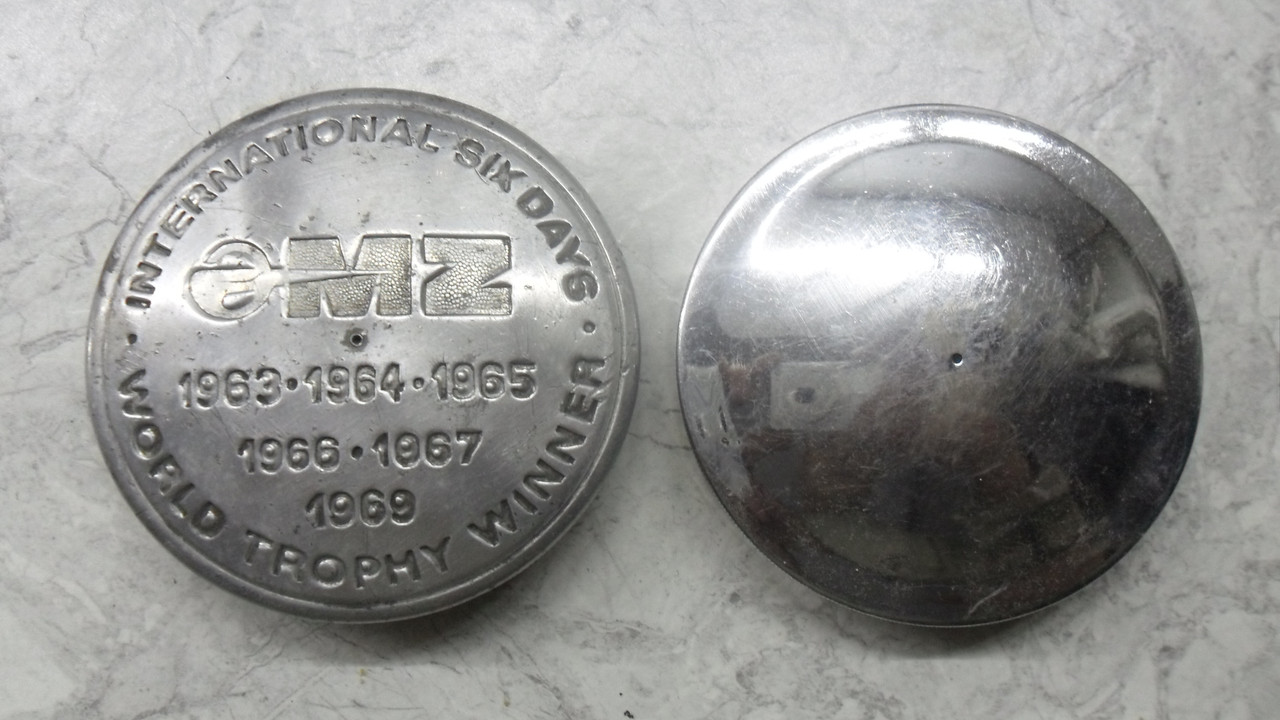 INTERNATIONAL SIX DAYS
MZ
1963·1964·1965
1966·1967
1969
· WORLD TROPHY WINNER ·